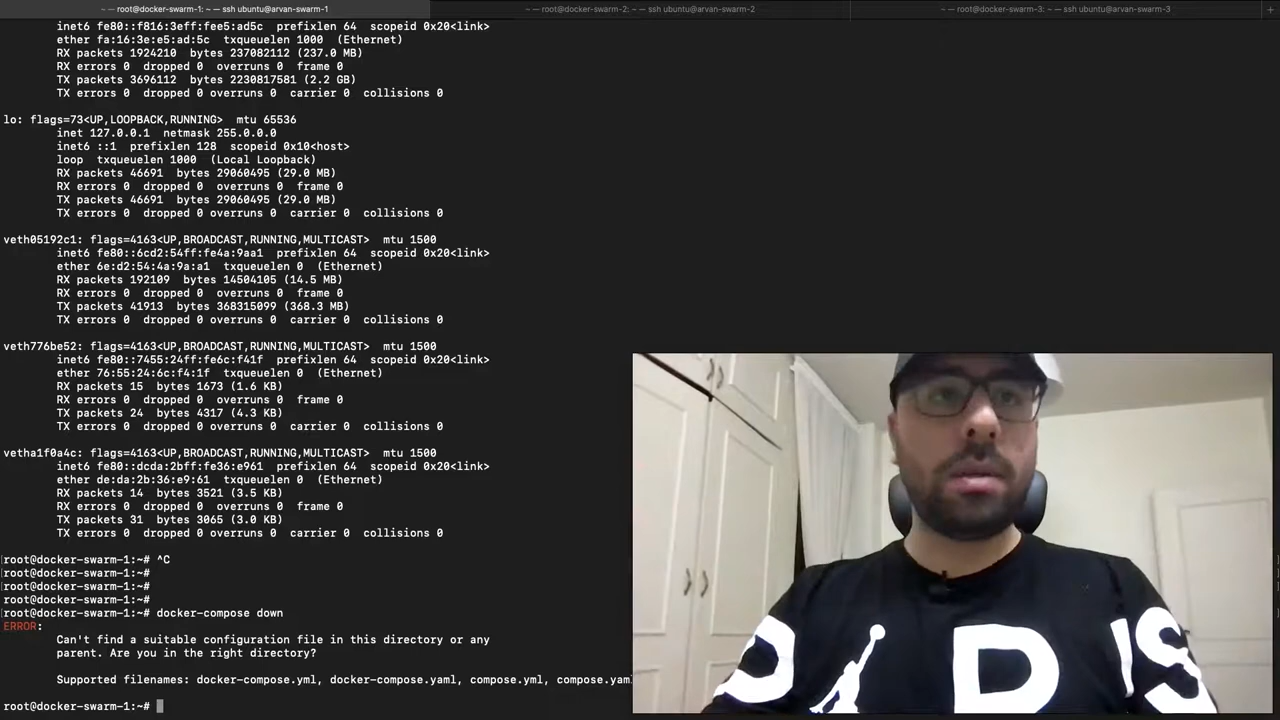 ~ — root@docker-swarm-1: ~ — ssh ubuntu@arvan-swarm-1
~ — root@docker-swarm-2: ~ — ssh ubuntu@arvan-swarm-2
~ — root@docker-swarm-3: ~ — ssh ubuntu@arvan-swarm-3
+
inet6 fe80::f816:3eff:fee5:ad5c prefixlen 64 scopeid 0x20<link>
ether fa:16:3e:e5:ad:5c txqueuelen 1000 (Ethernet)
RX packets 1924210 bytes 237082112 (237.0 MB)
RX errors 0 dropped 0 overruns 0 frame 0
TX packets 3696112 bytes 2230817581 (2.2 GB)
TX errors 0 dropped 0 overruns 0 carrier 0 collisions 0
lo: flags=73<UP,LOOPBACK,RUNNING> mtu 65536
inet 127.0.0.1 netmask 255.0.0.0
inet6 ::1 prefixlen 128 scopeid 0x10<host>
loop txqueuelen 1000 (Local Loopback)
RX packets 46691 bytes 29060495 (29.0 MB)
RX errors 0 dropped 0 overruns 0 frame 0
TX packets 46691 bytes 29060495 (29.0 MB)
TX errors 0 dropped 0 overruns 0 carrier 0 collisions 0
veth05192c1: flags=4163<UP,BROADCAST,RUNNING,MULTICAST> mtu 1500
inet6 fe80::6cd2:54ff:fe4a:9aa1 prefixlen 64 scopeid 0x20<link>
ether 6e:d2:54:4a:9a:a1 txqueuelen 0 (Ethernet)
RX packets 192109 bytes 14504105 (14.5 MB)
RX errors 0 dropped 0 overruns 0 frame 0
TX packets 41913 bytes 368315099 (368.3 MB)
TX errors 0 dropped 0 overruns 0 carrier 0 collisions 0
veth776be52: flags=4163<UP,BROADCAST,RUNNING,MULTICAST> mtu 1500
inet6 fe80::7455:24ff:fe6c:f41f prefixlen 64 scopeid 0x20<link>
ether 76:55:24:6c:f4:1f txqueuelen 0 (Ethernet)
RX packets 15 bytes 1673 (1.6 KB)
RX errors 0 dropped 0 overruns 0 frame 0
TX packets 24 bytes 4317 (4.3 KB)
TX errors 0 dropped 0 overruns 0 carrier 0 collisions 0
vetha1f0a4c: flags=4163<UP,BROADCAST,RUNNING,MULTICAST> mtu 1500
inet6 fe80::dcda:2bff:fe36:e961 prefixlen 64 scopeid 0x20<link>
ether de:da:2b:36:e9:61 txqueuelen 0 (Ethernet)
RX packets 14 bytes 3521 (3.5 KB)
RX errors 0 dropped 0 overruns 0 frame 0
TX packets 31 bytes 3065 (3.0 KB)
TX errors 0 dropped 0 overruns 0 carrier 0 collisions 0
root@docker-swarm-1:~# ^C
root@docker-swarm-1:~#
root@docker-swarm-1:~#
root@docker-swarm-1:~#
root@docker-swarm-1:~# docker-compose down
ERROR:
Can't find a suitable configuration file in this directory or any
parent. Are you in the right directory?
Supported filenames: docker-compose.yml, docker-compose.yaml, compose.yml, compose.yaml
root@docker-swarm-1:~#
PARIS